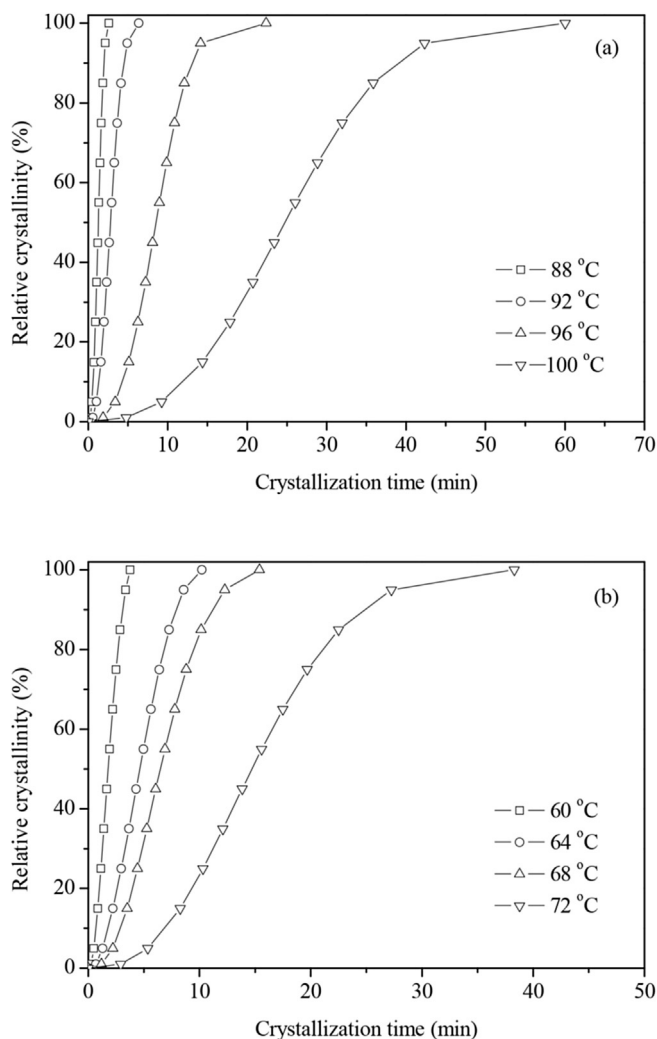 (a)
100
80
60
40
20
0
Relative crystallinity (%)
88 °C
92 °C
96 °C
100 °C
0 10 20 30 40 50 60 70
Crystallization time (min)
(b)
100
80
60
40
20
0
Relative crystallinity (%)
60 °C
64 °C
68 °C
72 °C
0 10 20 30 40 50
Crystallization time (min)